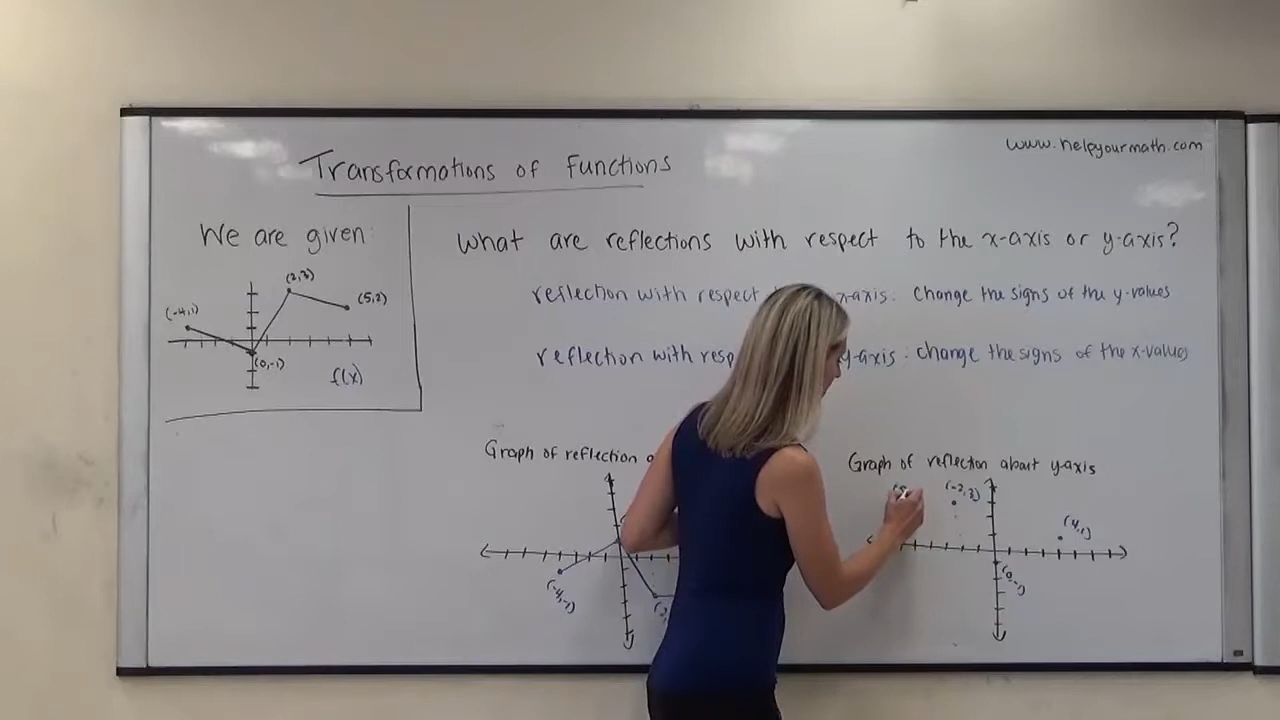 Transformations of Functions
www.helpyourmath.com
We are given:
(2,3)
(5,2)
(-4,1)
(0,-1)
f(x)
What are reflections with respect to the x-axis or y-axis?
reflection with respect x-axis: Change the signs of the y-values
reflection with y-axis: change the signs of the x-values
Graph of reflection
(-4,-1)
Graph of reflection about y-axis
(-2,3)
(4,1)
(0,-1)